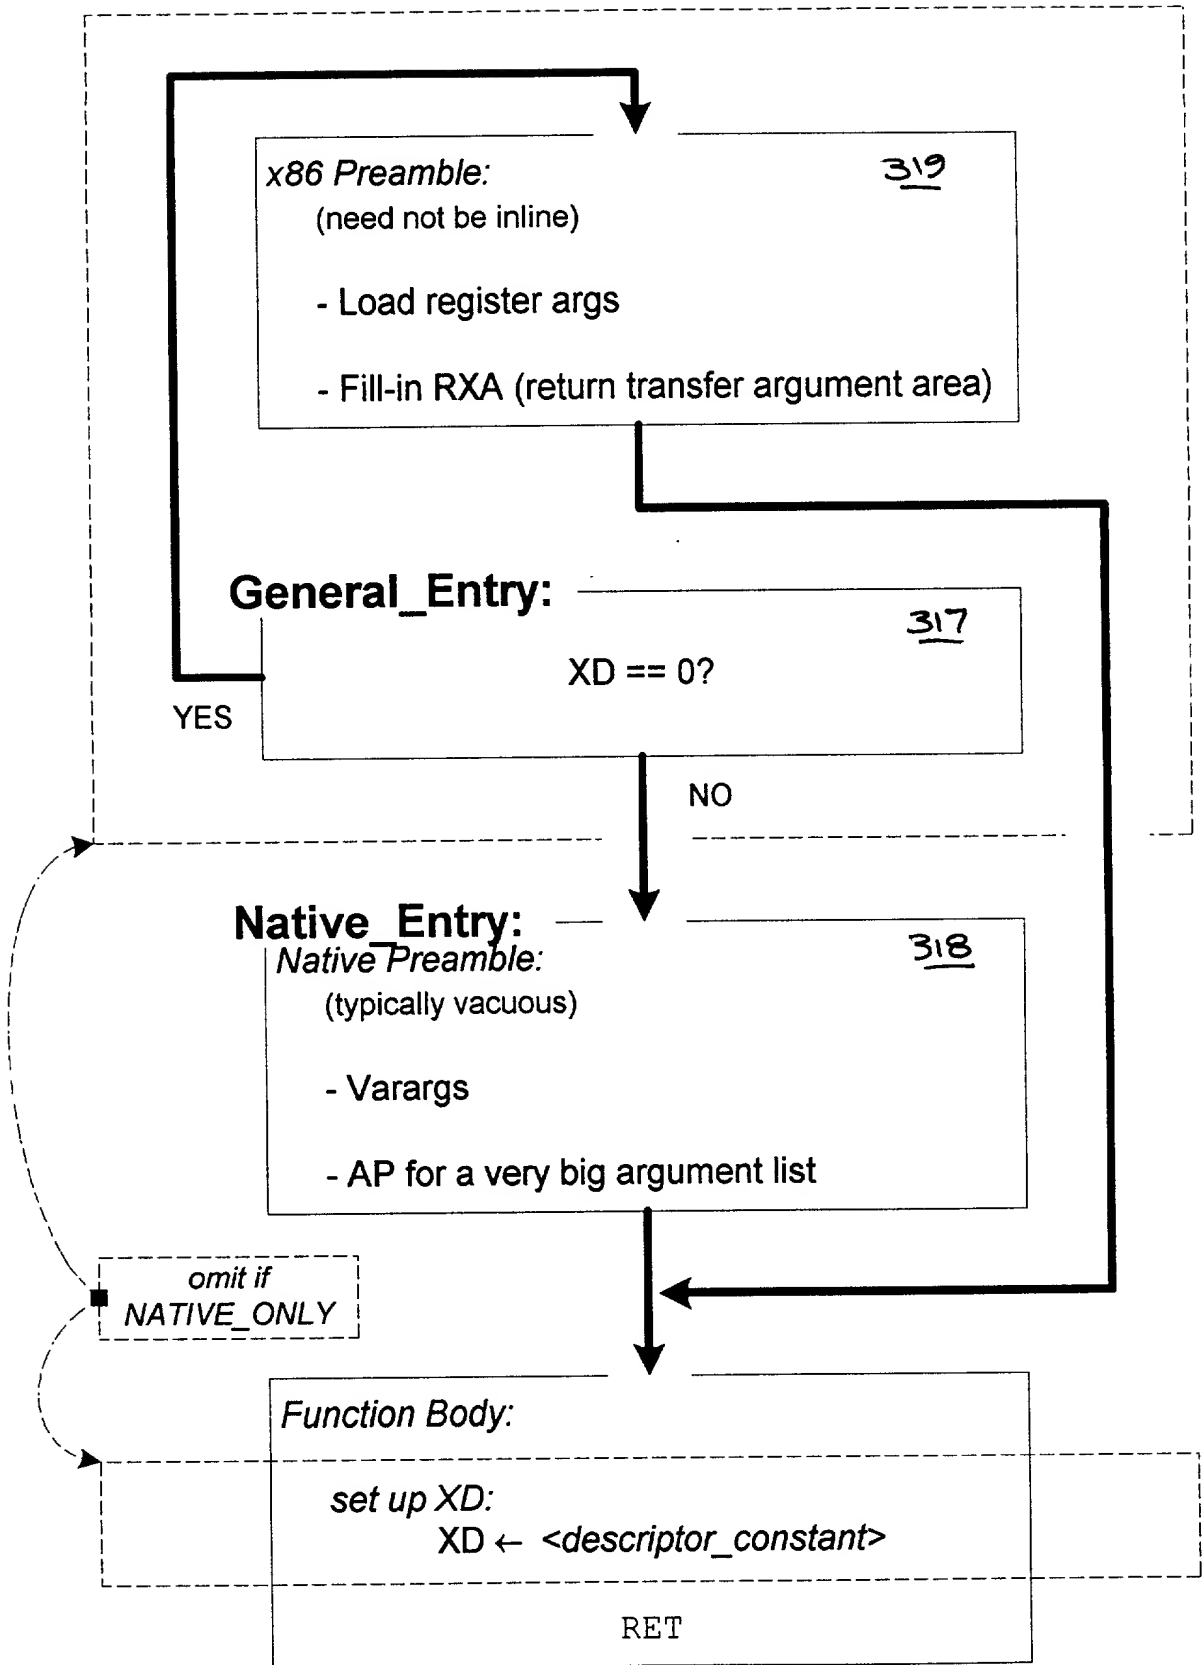 x86 Preamble: 319
(need not be inline)
- Load register args
- Fill-in RXA (return transfer argument area)
General_Entry:
317
XD == 0?
YES
NO
Native_Entry:
Native Preamble: 318
(typically vacuous)
- Varargs
- AP for a very big argument list
omit if
NATIVE_ONLY
Function Body:
set up XD:
XD ← <descriptor_constant>
RET